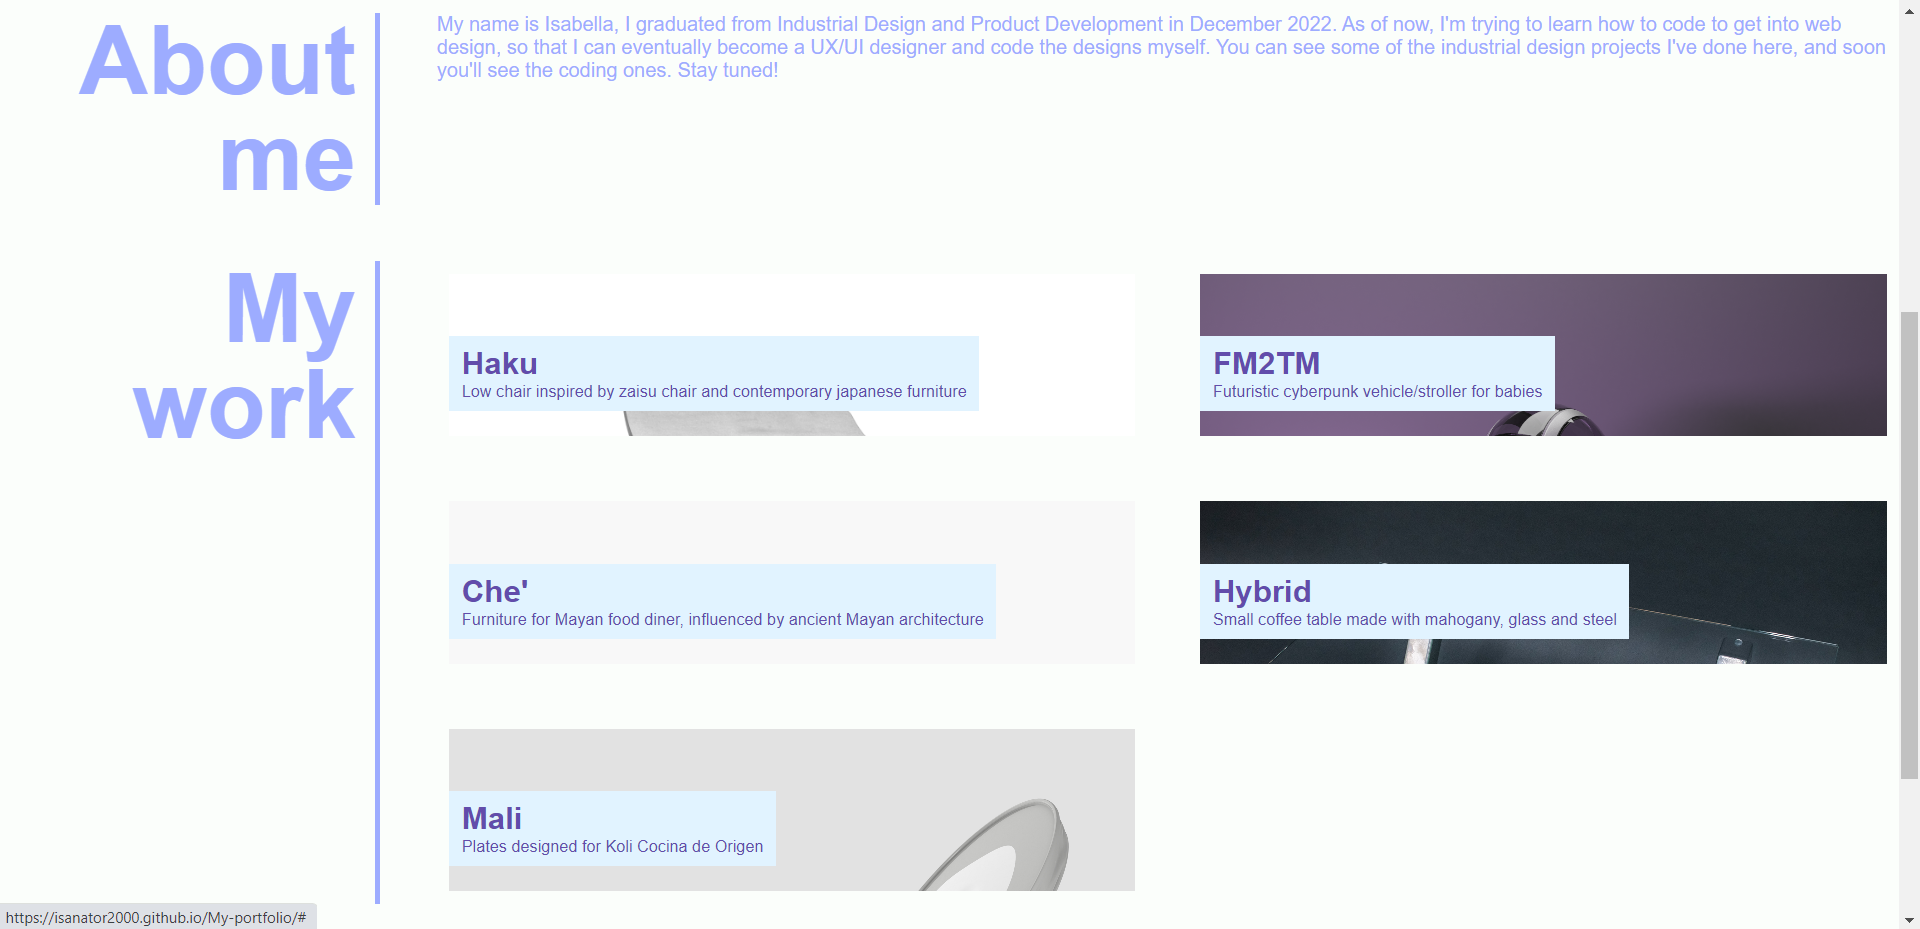 About
me
My name is Isabella, I graduated from Industrial Design and Product Development in December 2022. As of now, I'm trying to learn how to code to get into web
design, so that I can eventually become a UX/UI designer and code the designs myself. You can see some of the industrial design projects I've done here, and soon
you'll see the coding ones. Stay tuned!
My
work
Haku
Low chair inspired by zaisu chair and contemporary japanese furniture
FM2TM
Futuristic cyberpunk vehicle/stroller for babies
Che'
Furniture for Mayan food diner, influenced by ancient Mayan architecture
Hybrid
Small coffee table made with mahogany, glass and steel
Mali
Plates designed for Koli Cocina de Origen
https://isanator2000.github.io/My-portfolio/#